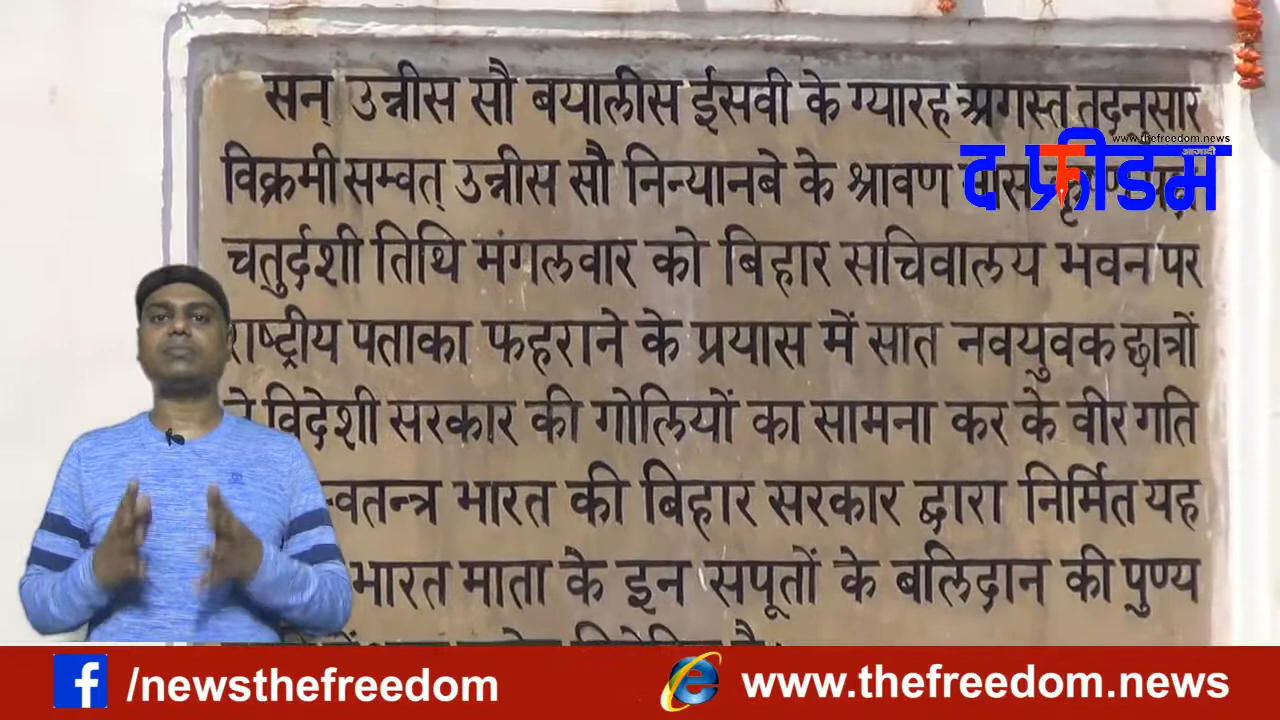 सन् उन्नीस सौ बयालीस ईसवी के ग्यारह अगस्त तदनसार
www.thefreedom.news
आज़ादी
द फ्रीडम
विक्रमी सम्वत् उन्नीस सौ निन्यानबे के श्रावण
चतुर्दशी तिथि मंगलवार को बिहार सचिवालय भवन पर
राष्ट्रीय पताका फहराने के प्रयास में सात नवयुवक छात्रों
ने विदेशी सरकार की गोलियों का सामना कर के वीर गति
भारत की बिहार सरकार द्वारा निर्मित यह
भारत माता कै इन सपूतों के बलिदान की पुण्य
/newsthefreedom
www.thefreedom.news